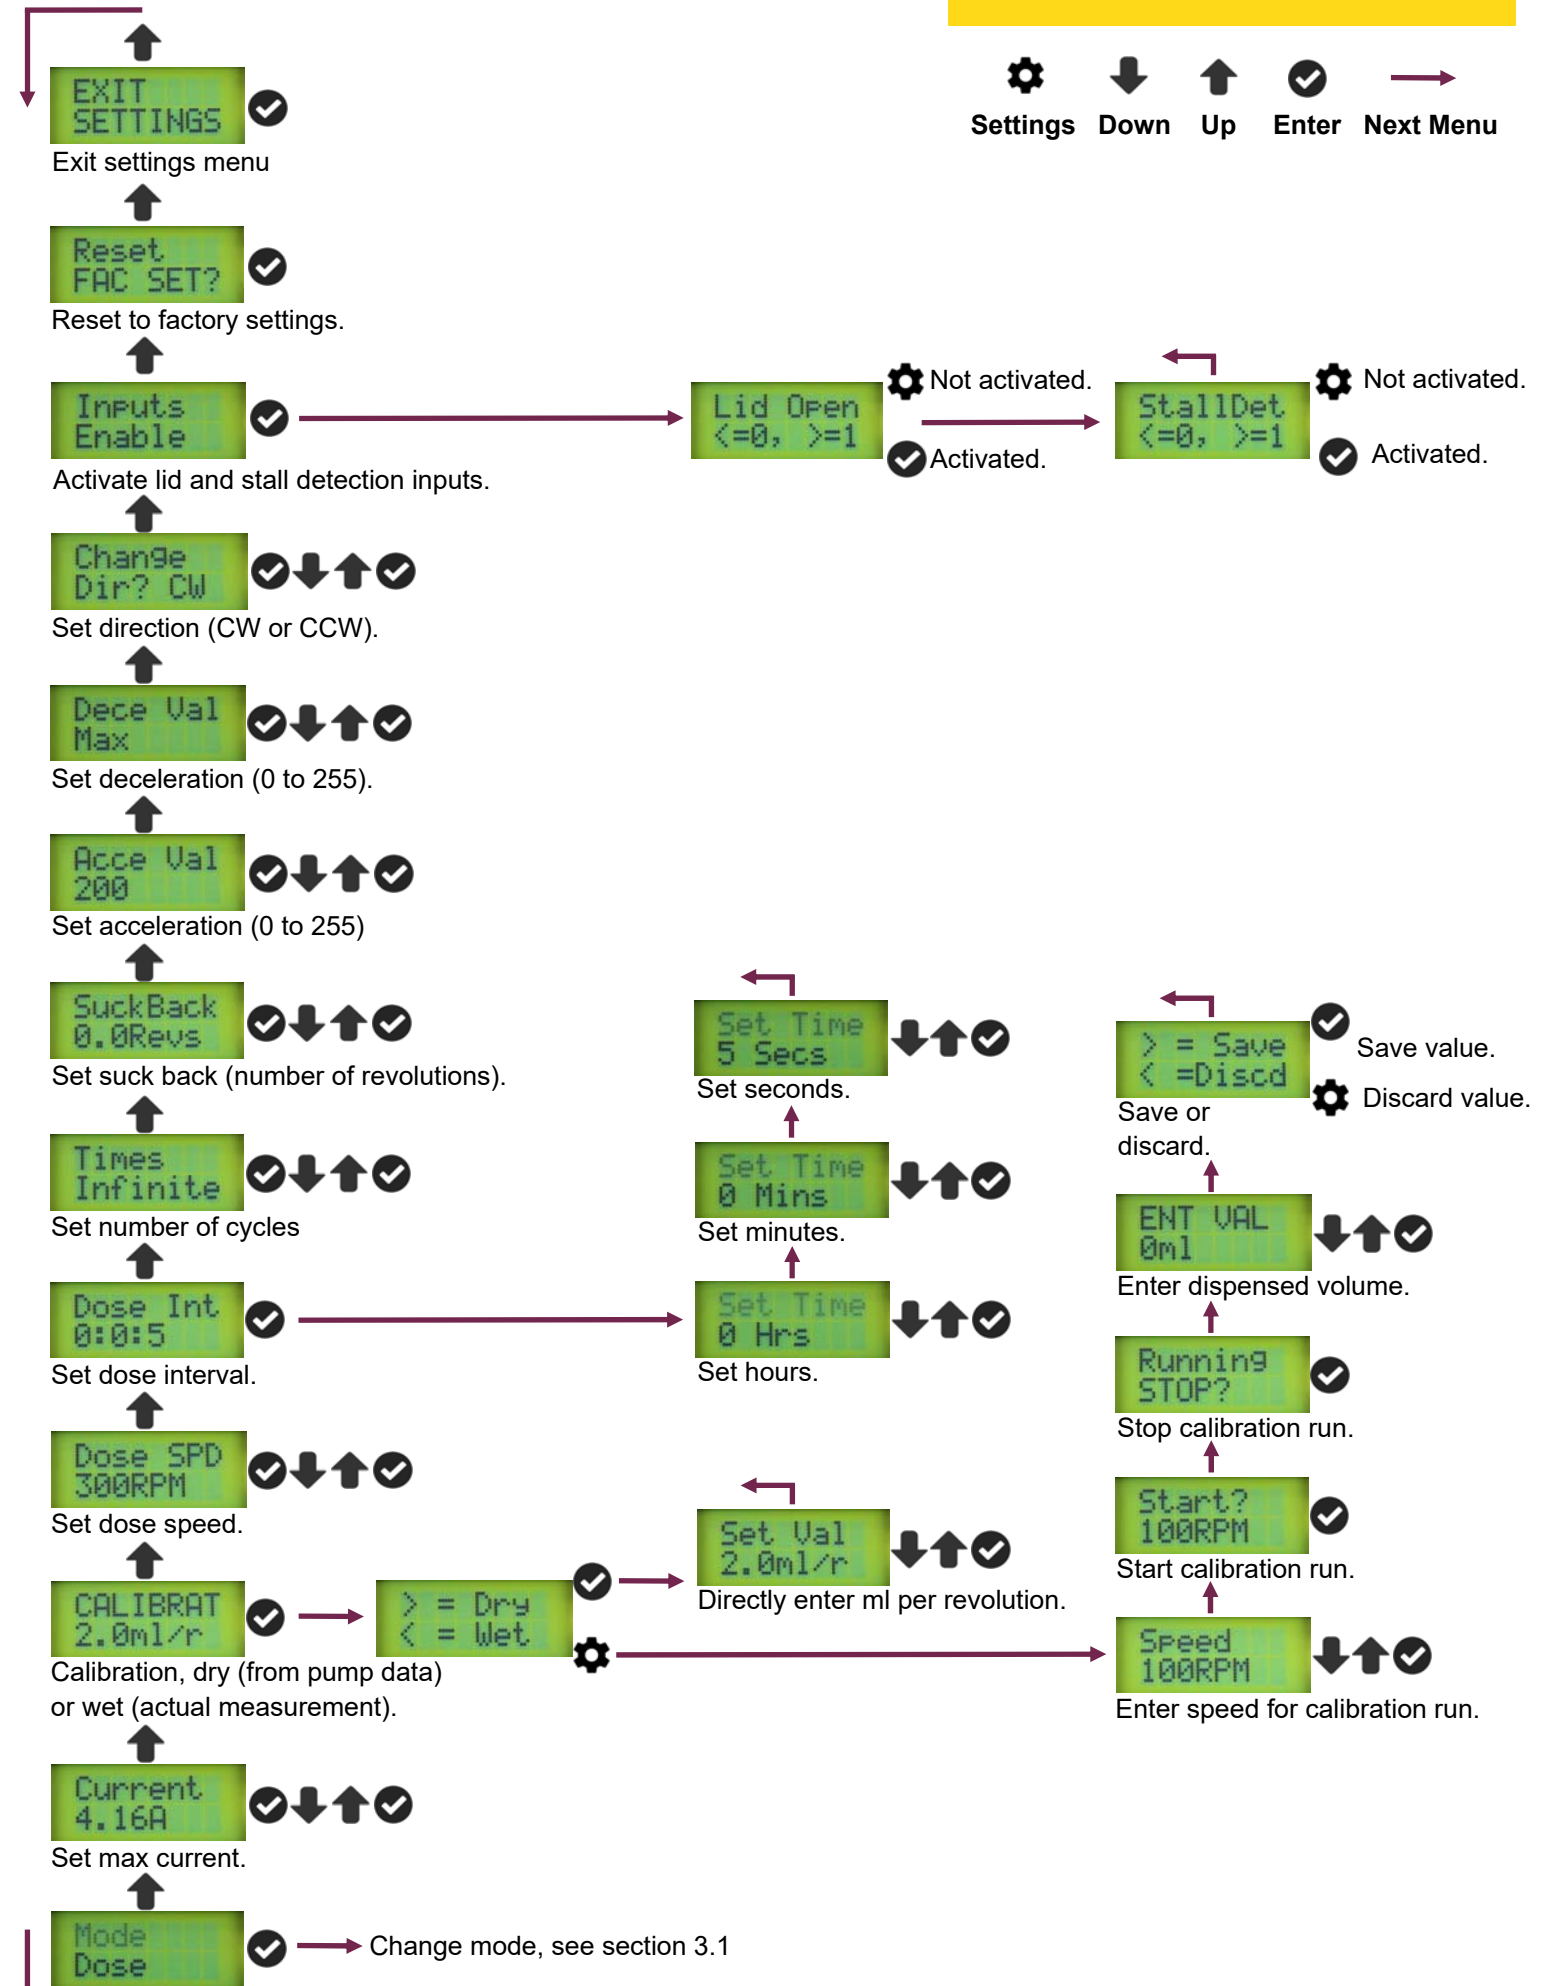 Settings Down Up Enter Next Menu
EXIT
SETTINGS
Exit settings menu
Reset
FAC SET?
Reset to factory settings.
Inputs
Enable
Activate lid and stall detection inputs.
Lid Open
<=0, >=1
Not activated.
Activated.
StallDet
<=0, >=1
Not activated.
Activated.
Change
Dir? CW
Set direction (CW or CCW).
Dece Val
Max
Set deceleration (0 to 255).
Acce Val
200
Set acceleration (0 to 255)
SuckBack
0.0Revs
Set suck back (number of revolutions).
Times
Infinite
Set number of cycles
Dose Int
0:0:5
Set dose interval.
Set Time
5 Secs
Set seconds.
Set Time
0 Mins
Set minutes.
Set Time
0 Hrs
Set hours.
Dose SPD
300RPM
Set dose speed.
CALIBRAT
2.0ml/r
Calibration, dry (from pump data)
or wet (actual measurement).
> = Dry
< = Wet
Set Val
2.0ml/r
Directly enter ml per revolution.
> = Save
< =Discd
Save value.
Discard value.
Save or
discard.
ENT VAL
0ml
Enter dispensed volume.
Running
STOP?
Stop calibration run.
Start?
100RPM
Start calibration run.
Speed
100RPM
Enter speed for calibration run.
Current
4.16A
Set max current.
Mode
Dose
Change mode, see section 3.1